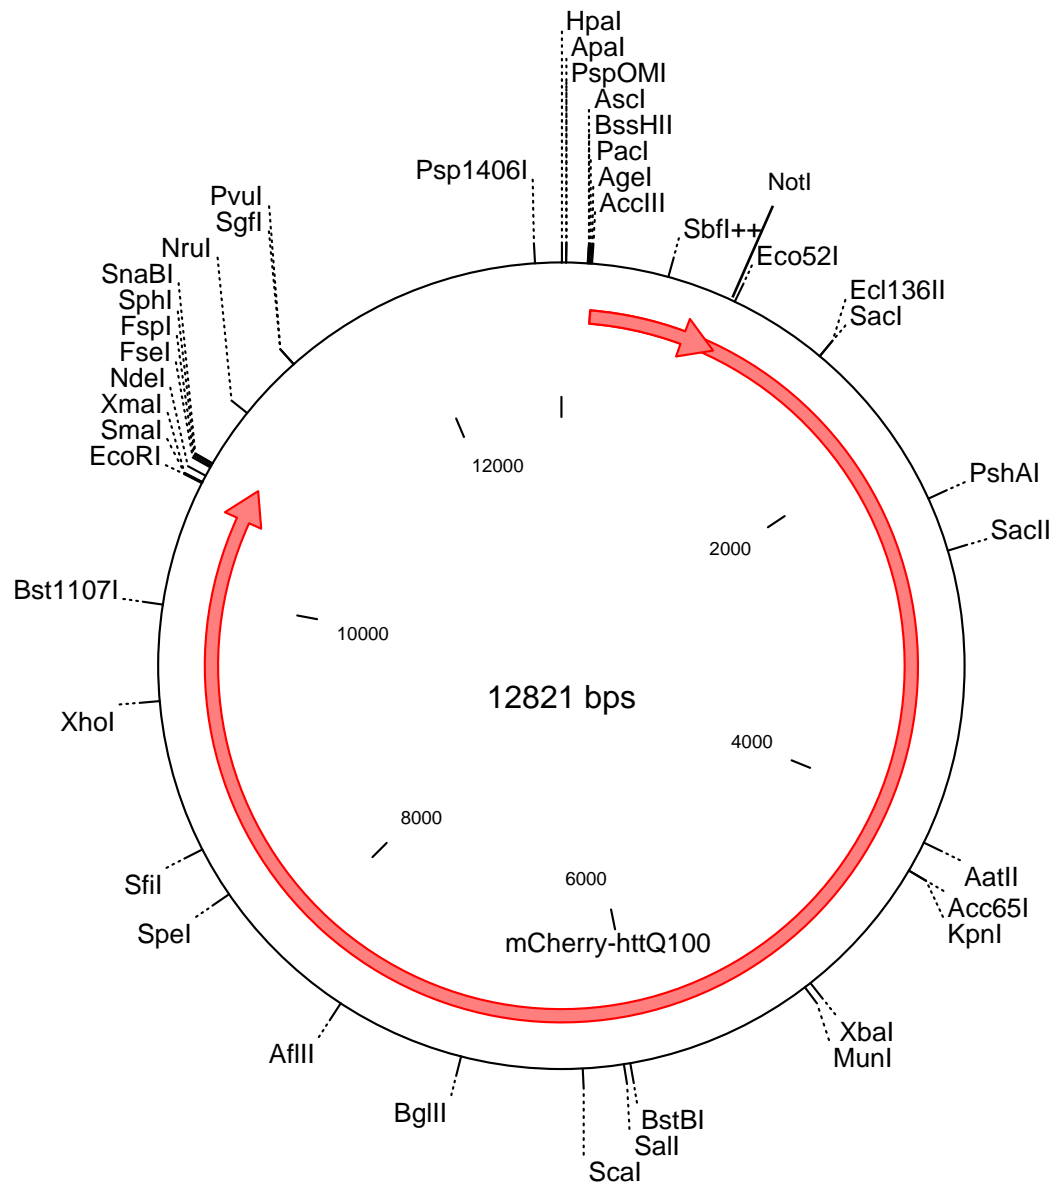 HpaI
ApaI
PspOMI
AscI
BssHII
PacI
AgeI
AccIII
Psp1406I
NotI
SbfI++
Eco52I
Ecl136II
SacI
PshAI
SacII
AatII
Acc65I
KpnI
XbaI
MunI
BstBI
SalI
ScaI
BglII
AflII
SpeI
SfiI
XhoI
Bst1107I
EcoRI
SmaI
XmaI
NdeI
FseI
FspI
SphI
SnaBI
NruI
SgfI
PvuI
12000
2000
10000
12821 bps
4000
8000
6000
mCherry-httQ100